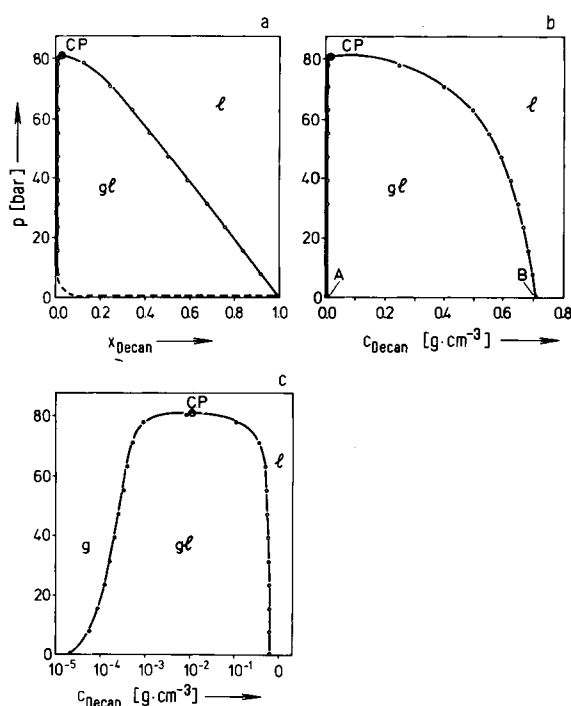 a
CP
80
60
40
20
0
p [bar]
ℓ
gℓ
0.0 0.2 0.4 0.6 0.8 1.0
xDecan
b
CP
80
60
40
20
0
ℓ
gℓ
A
B
0.0 0.2 0.4 0.6 0.8
cDecan [g·cm⁻³]
c
CP
80
60
40
20
0
g
gℓ
ℓ
10⁻⁵ 10⁻⁴ 10⁻³ 10⁻² 10⁻¹ 0
cDecan [g·cm⁻³]